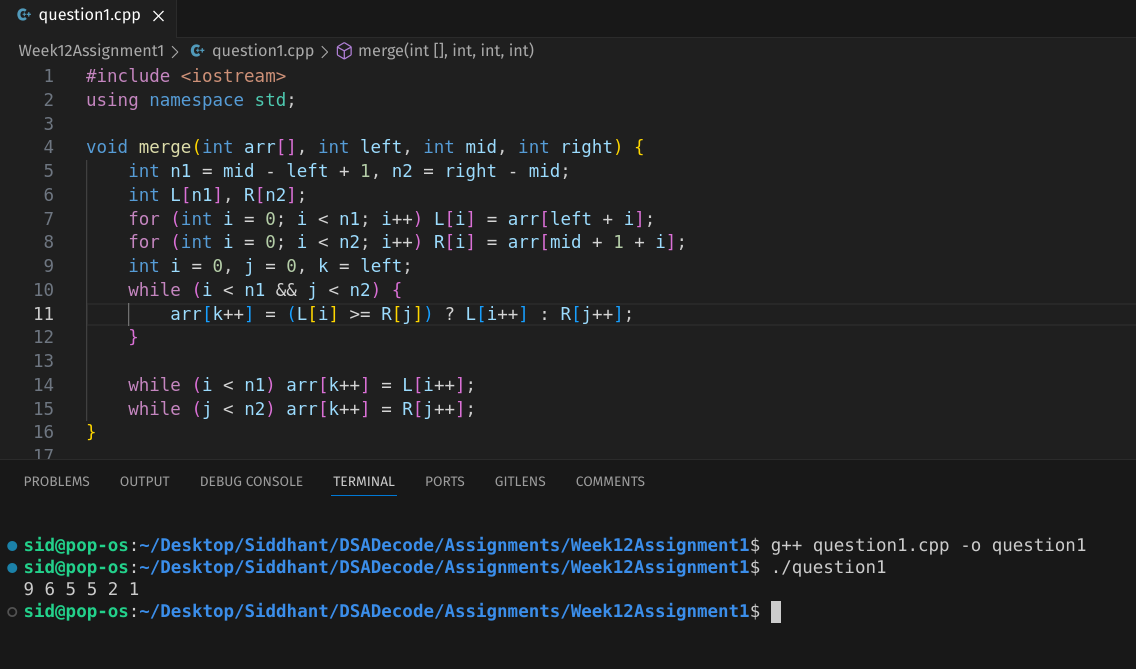 question1.cpp
Week12Assignment1 > question1.cpp > merge(int [], int, int, int)
1 #include <iostream>
2 using namespace std;
3
4 void merge(int arr[], int left, int mid, int right) {
5     int n1 = mid - left + 1, n2 = right - mid;
6     int L[n1], R[n2];
7     for (int i = 0; i < n1; i++) L[i] = arr[left + i];
8     for (int i = 0; i < n2; i++) R[i] = arr[mid + 1 + i];
9     int i = 0, j = 0, k = left;
10     while (i < n1 && j < n2) {
11         arr[k++] = (L[i] >= R[j]) ? L[i++] : R[j++];
12     }
13
14     while (i < n1) arr[k++] = L[i++];
15     while (j < n2) arr[k++] = R[j++];
16 }
17
PROBLEMS OUTPUT DEBUG CONSOLE TERMINAL PORTS GITLENS COMMENTS
sid@pop-os:~/Desktop/Siddhant/DSADecode/Assignments/Week12Assignment1$ g++ question1.cpp -o question1
sid@pop-os:~/Desktop/Siddhant/DSADecode/Assignments/Week12Assignment1$ ./question1
9 6 5 5 2 1
sid@pop-os:~/Desktop/Siddhant/DSADecode/Assignments/Week12Assignment1$